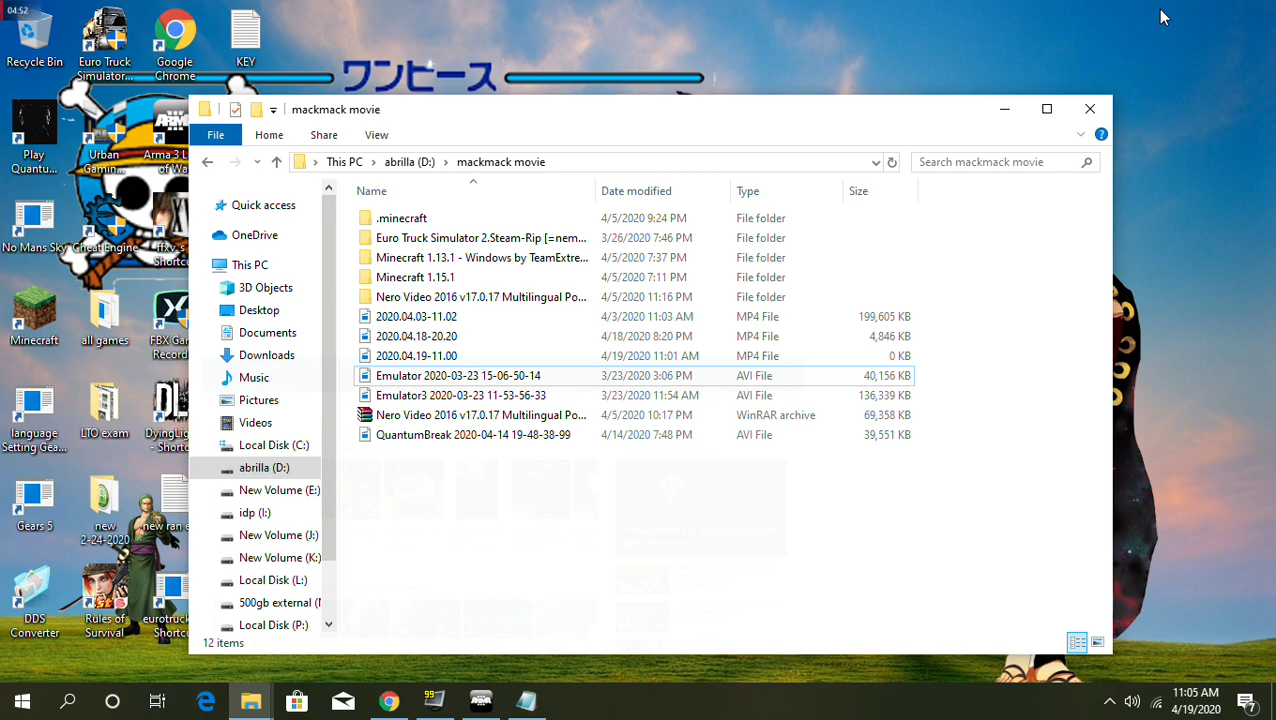 04:52
Recycle Bin
Euro Truck Simulator...
Google Chrome
KEY
ワンピース
Play Quantu...
Urban Gamin...
Arma 3 L of Wa
No Mans Sky
Cheat Engine
ffxv_s Shortc
Minecraft
all games
FBX Ga Record
language Setting Gea...
LTO exam
DyingLi - Short
Gears 5
new 2-24-2020
new ran e
DDS Converter
Rules of Survival
eurotruck Shortc
mackmack movie
File
Home
Share
View
This PC
abrilla (D:)
mackmack movie
Search mackmack movie
Name
Date modified
Type
Size
Quick access
OneDrive
This PC
3D Objects
Desktop
Documents
Downloads
Music
Pictures
Videos
Local Disk (C:)
abrilla (D:)
New Volume (E:)
idp (I:)
New Volume (J:)
New Volume (K:)
Local Disk (L:)
500gb external (
Local Disk (P:)
.minecraft 4/5/2020 9:24 PM File folder
Euro Truck Simulator 2.Steam-Rip [=nem... 3/26/2020 7:46 PM File folder
Minecraft 1.13.1 - Windows by TeamExtre... 4/5/2020 7:37 PM File folder
Minecraft 1.15.1 4/5/2020 7:11 PM File folder
Nero Video 2016 v17.0.17 Multilingual Po... 4/5/2020 11:16 PM File folder
2020.04.03-11.02 4/3/2020 11:03 AM MP4 File 199,605 KB
2020.04.18-20.20 4/18/2020 8:20 PM MP4 File 4,846 KB
2020.04.19-11.00 4/19/2020 11:01 AM MP4 File 0 KB
Emulator 2020-03-23 15-06-50-14 3/23/2020 3:06 PM AVI File 40,156 KB
Emulator3 2020-03-23 11-53-56-33 3/23/2020 11:54 AM AVI File 136,339 KB
Nero Video 2016 v17.0.17 Multilingual Po... 4/5/2020 10:17 PM WinRAR archive 69,358 KB
QuantumBreak 2020-04-14 19-48-38-99 4/14/2020 7:48 PM AVI File 39,551 KB
12 items
99
11:05 AM
4/19/2020
7